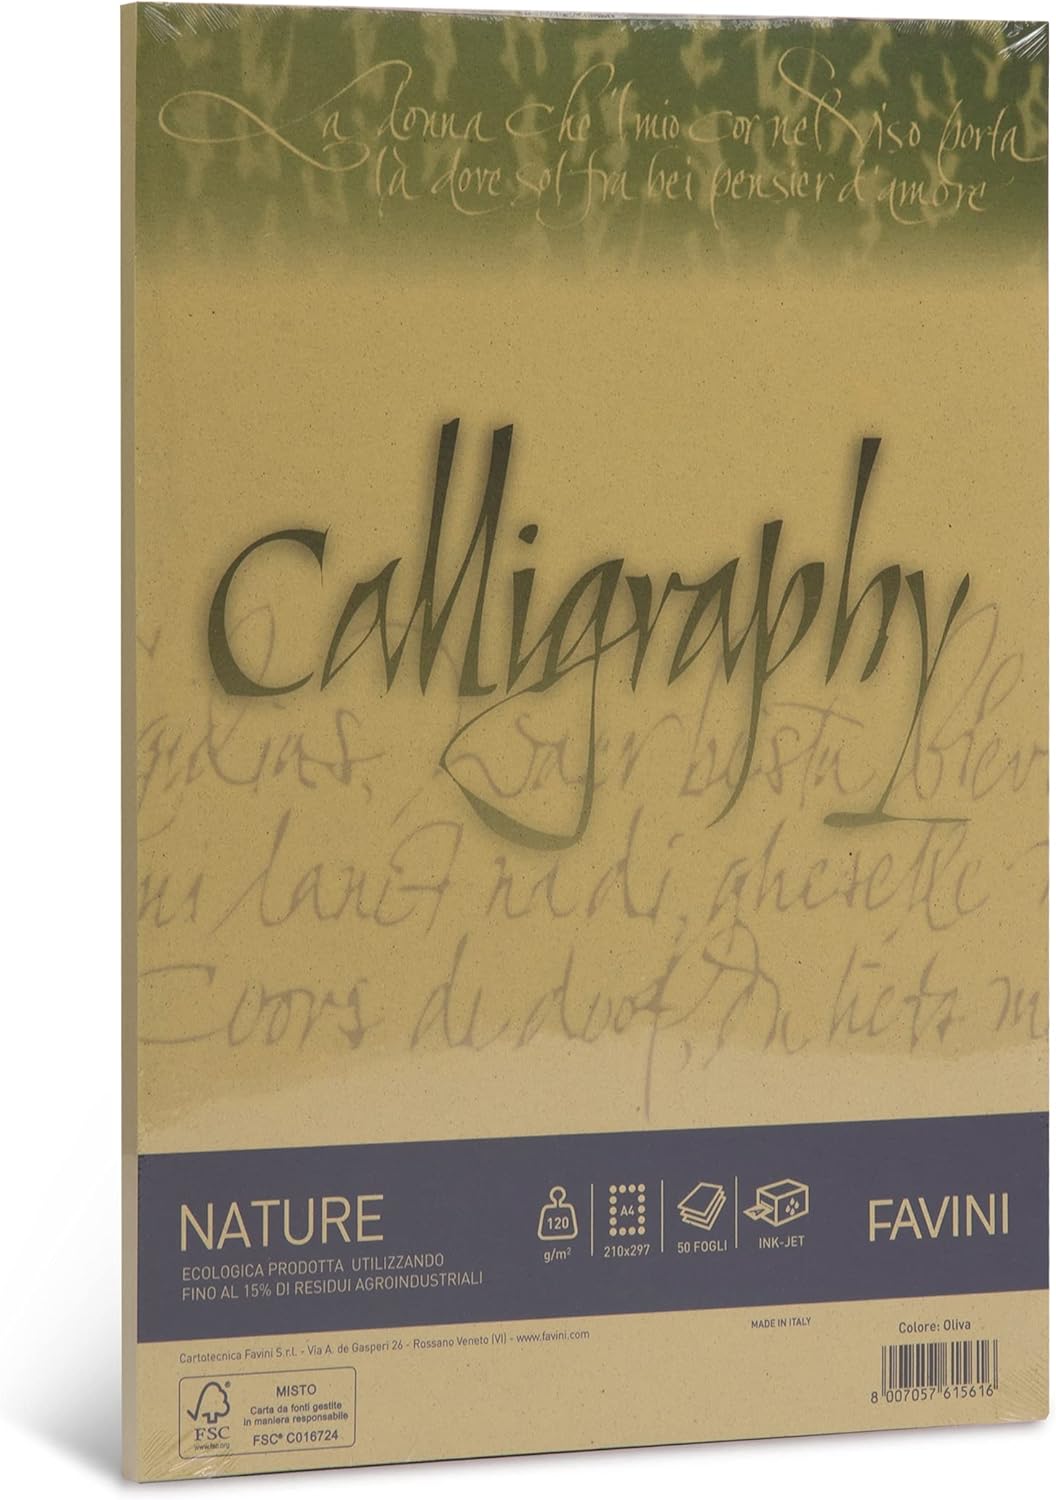 La donna che 'l mio cor nel viso porta
là dove sol fra bei pensier d'amore
Calligraphy
NATURE
ECOLOGICA PRODOTTA UTILIZZANDO
FINO AL 15% DI RESIDUI AGROINDUSTRIALI
120
g/m²
A4
210x297
50 FOGLI
INK-JET
FAVINI
MADE IN ITALY
Colore: Oliva
Cartotecnica Favini S.r.l. - Via A. de Gasperi 26 - Rossano Veneto (VI) - www.favini.com
8 007057 615616
FSC
www.fsc.org
MISTO
Carta da fonti gestite
in maniera responsabile
FSC® C016724